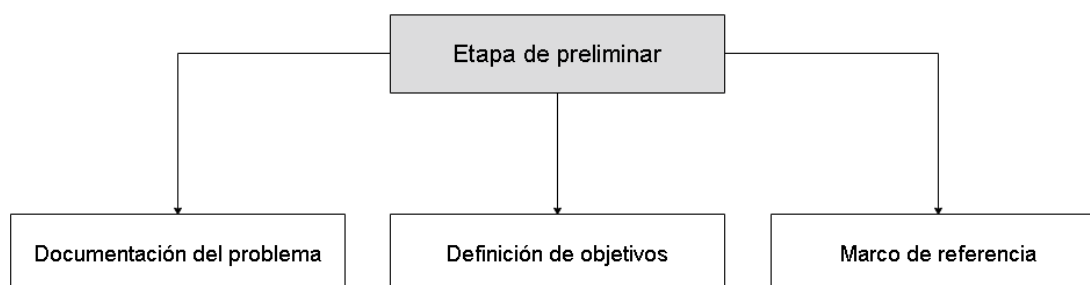 Etapa de preliminar
Documentación del problema
Definición de objetivos
Marco de referencia